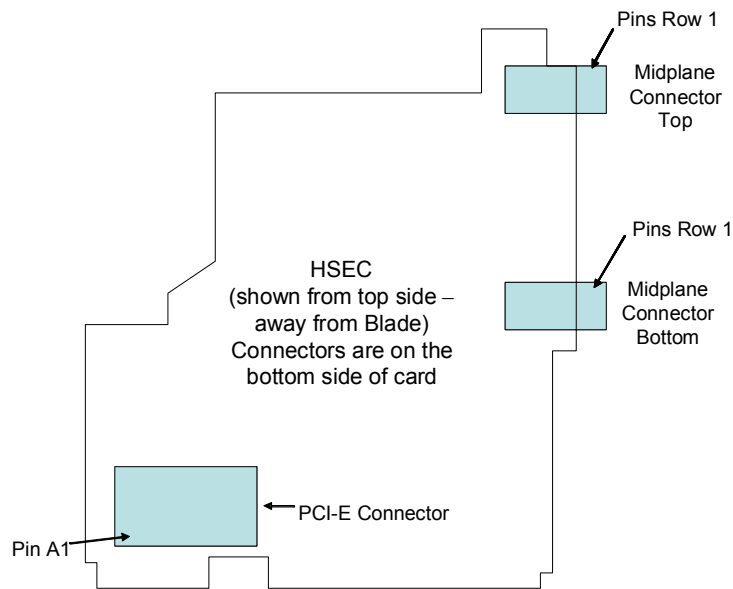 Pins Row 1
Midplane
Connector
Top
Pins Row 1
Midplane
Connector
Bottom
HSEC
(shown from top side –
away from Blade)
Connectors are on the
bottom side of card
PCI-E Connector
Pin A1